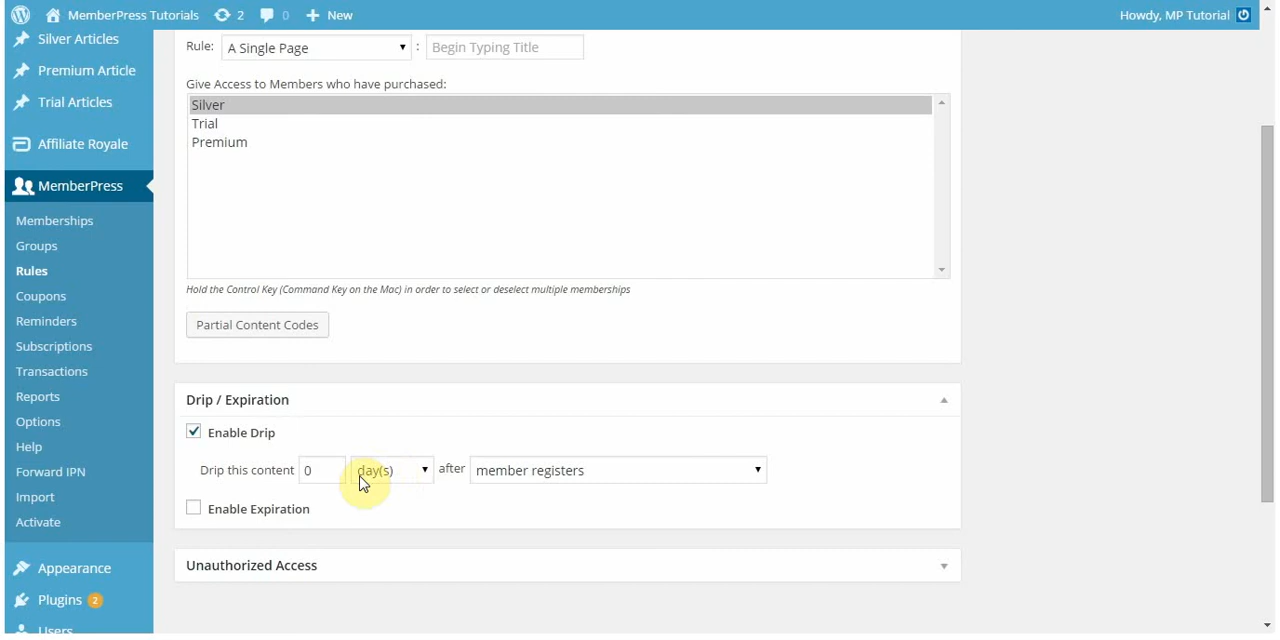 MemberPress Tutorials 2 0 New Howdy, MP Tutorial
Silver Articles
Premium Article
Trial Articles
Affiliate Royale
MemberPress
Memberships
Groups
Rules
Coupons
Reminders
Subscriptions
Transactions
Reports
Options
Help
Forward IPN
Import
Activate
Appearance
Plugins 2
Users
Rule: A Single Page : Begin Typing Title
Give Access to Members who have purchased:
Silver
Trial
Premium
Hold the Control Key (Command Key on the Mac) in order to select or deselect multiple memberships
Partial Content Codes
Drip / Expiration
Enable Drip
Drip this content 0 day(s) after member registers
Enable Expiration
Unauthorized Access